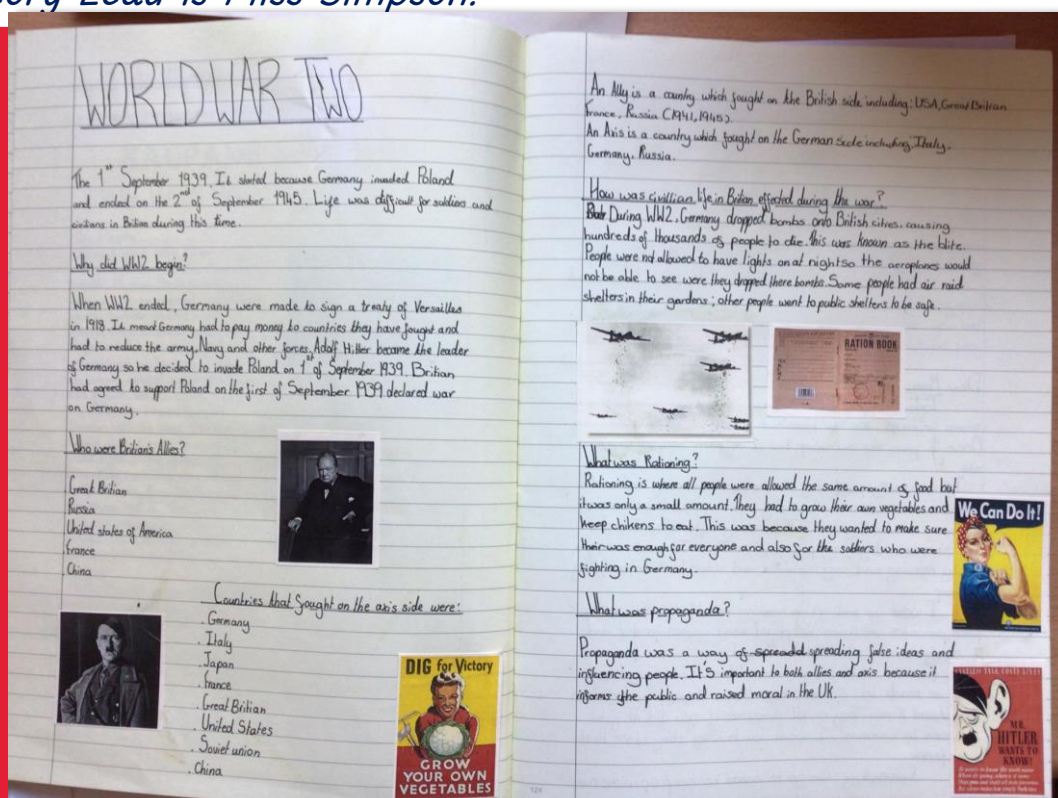 ory Lead is Miss Simpson.
WORLD WAR TWO
The 1st September 1939. It started because Germany invaded Poland
and ended on the 2nd of September 1945. Life was difficult for soldiers and
civilians in Britian during this time.
Why did WW2 begin?
When WW2 ended, Germany were made to sign a treaty of Versailles
in 1918. It meant Germany had to pay money to countries they have fought and
had to reduce the army, Navy and other forces. Adolf Hitler became the leader
of Germany so he decided to invade Poland on 1st of September 1939. Britian
had agreed to support Poland on the first of September 1939 declared war
on Germany.
Who were Britian's Allies?
Great Britian
Russia
United states of America
France
China
Countries that fought on the axis side were:
. Germany
. Italy
. Japan
. france
. Great Britian
. United States
. Soviet union
. China
DIG for Victory
GROW
YOUR OWN
VEGETABLES
An Ally is a country which fought on the British side including: USA, Great Britian
France, Russia (1941, 1945).
An Axis is a country which fought on the German side including, Italy,
Germany, Russia.
How was civillian life in Britian effected during the war?
During WW2, Germany dropped bombs onto British cities, causing
hundreds of thousands of people to die. this was known as the blitz.
People were not allowed to have lights on at night so the aeroplanes would
not be able to see were they dropped there bombs. Some people had air raid
shelters in their gardens; other people went to public shelters to be safe.
RATION BOOK
What was Rationing?
Rationing is where all people were allowed the same amount of food but
it was only a small amount. They had to grow their own vegetables and
keep chikens to eat. This was because they wanted to make sure
their was enough for everyone and also for the soldiers who were
fighting in Germany.
We Can Do It!
What was propaganda?
Propaganda was a way of spreadd spreading false ideas and
influencing people. It's important to both allies and axis because it
informs the public and raised moral in the UK.
MR.
HITLER
WANTS TO
KNOW!
124